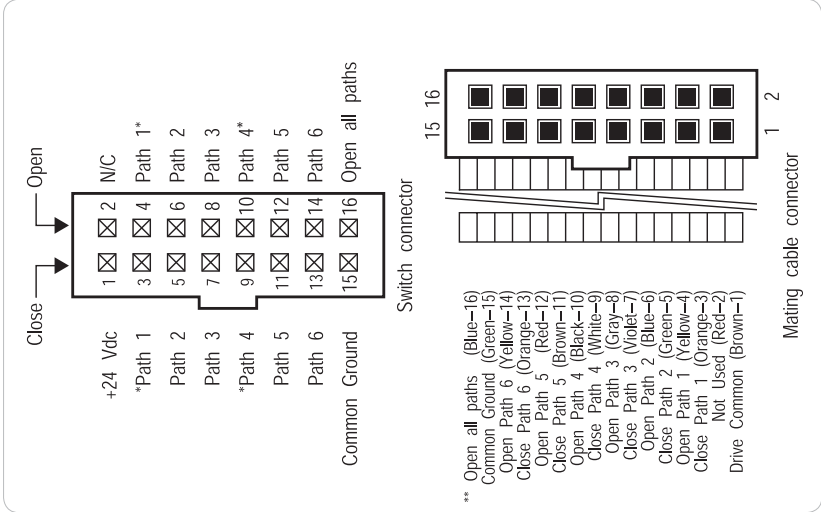 Close
Open
+24 Vdc
*Path 1
Path 2
Path 3
*Path 4
Path 5
Path 6
Common Ground
1
3
5
7
9
11
13
15
2
4
6
8
10
12
14
16
N/C
Path 1*
Path 2
Path 3
Path 4*
Path 5
Path 6
Open all paths
Switch connector
15
16
1
2
** Open all paths (Blue–16)
Common Ground (Green–15)
Open Path 6 (Yellow–14)
Close Path 6 (Orange–13)
Open Path 5 (Red–12)
Close Path 5 (Brown–11)
Open Path 4 (Black–10)
Close Path 4 (White–9)
Open Path 3 (Gray–8)
Close Path 3 (Violet–7)
Open Path 2 (Blue–6)
Close Path 2 (Green–5)
Open Path 1 (Yellow–4)
Close Path 1 (Orange–3)
Not Used (Red–2)
Drive Common (Brown–1)
Mating cable connector